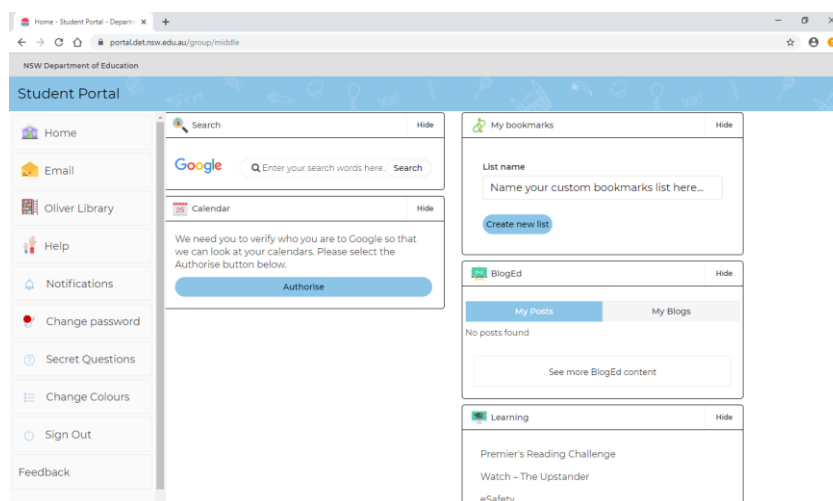 Home - Student Portal - Departm
portal.det.nsw.edu.au/group/middle
NSW Department of Education
Student Portal
Home
Email
Oliver Library
Help
Notifications
Change password
Secret Questions
Change Colours
Sign Out
Feedback
Search
Hide
Google
Enter your search words here..
Search
25
Calendar
Hide
We need you to verify who you are to Google so that
we can look at your calendars. Please select the
Authorise button below.
Authorise
My bookmarks
Hide
List name
Name your custom bookmarks list here...
Create new list
BlogEd
Hide
My Posts
My Blogs
No posts found
See more BlogEd content
Learning
Hide
Premier's Reading Challenge
Watch – The Upstander
eSafety